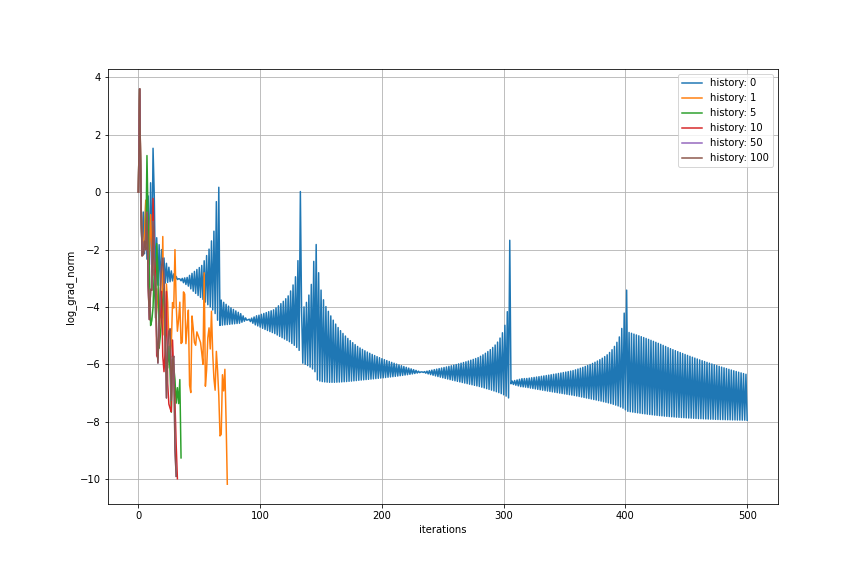 4
2
0
−2
−4
−6
−8
−10
log_grad_norm
0
100
200
300
400
500
iterations
history: 0
history: 1
history: 5
history: 10
history: 50
history: 100